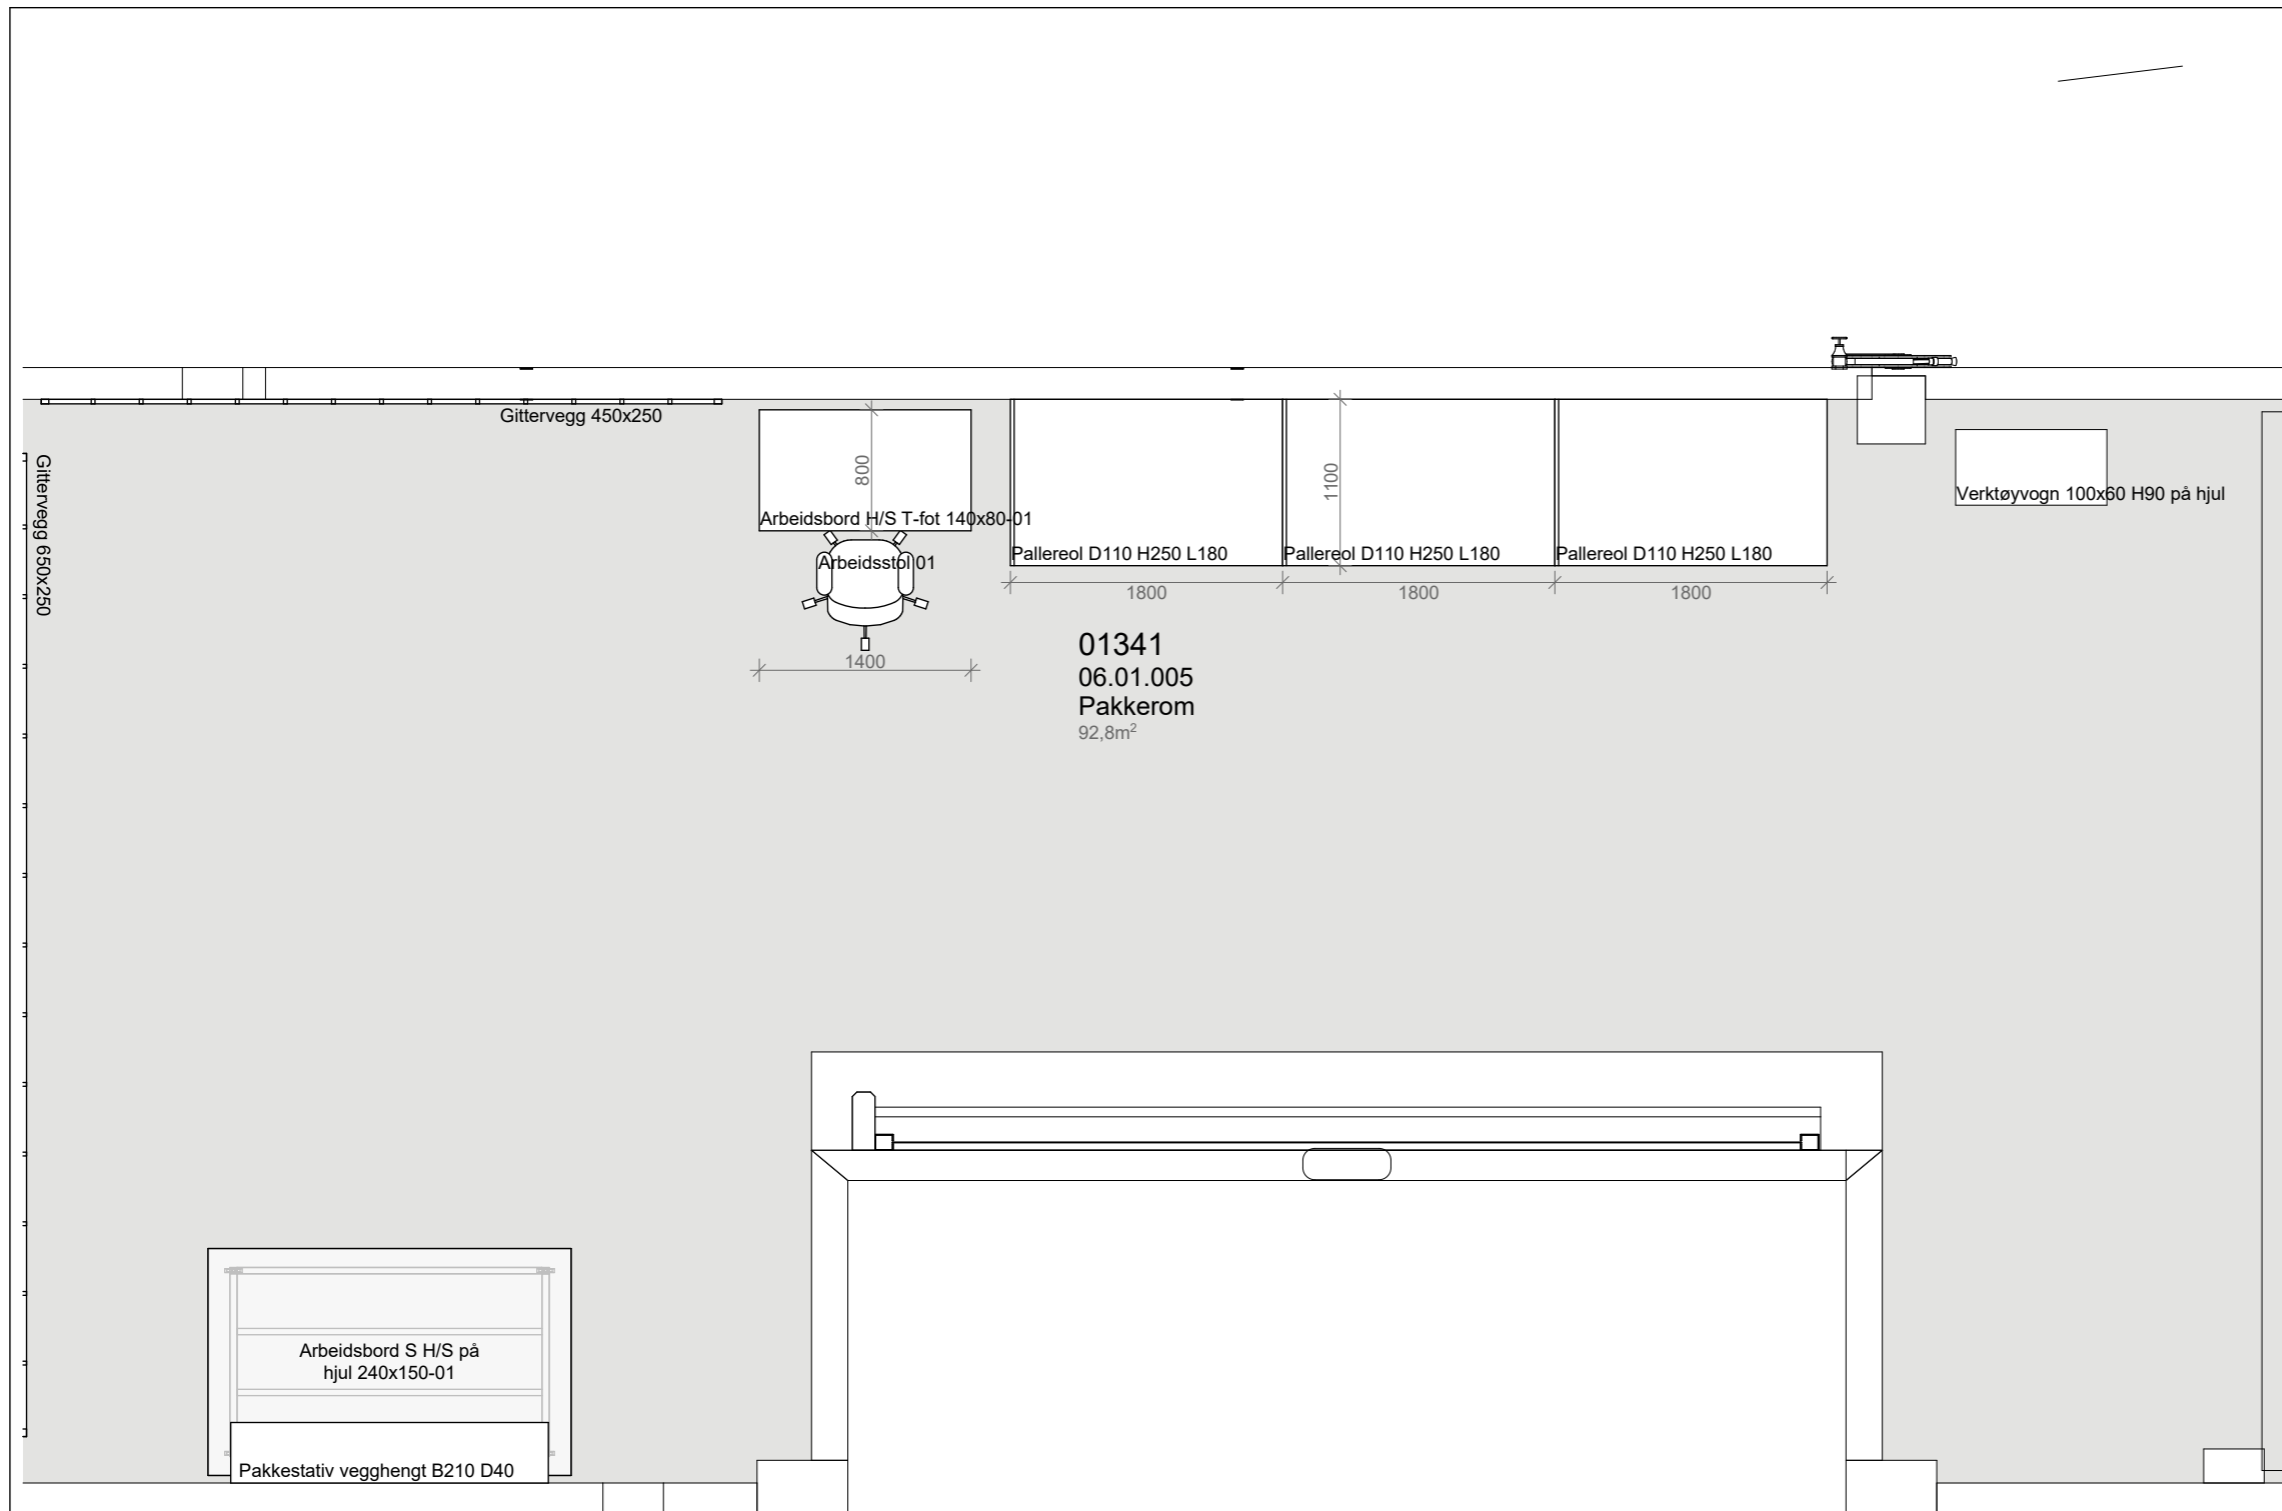 Gittervegg 450x250
Gittervegg 650x250
800
Arbeidsbord H/S T-fot 140x80-01
Arbeidsstol 01
1400
1100
Pallereol D110 H250 L180
Pallereol D110 H250 L180
Pallereol D110 H250 L180
1800
1800
1800
Verktøyvogn 100x60 H90 på hjul
01341
06.01.005
Pakkerom
92,8m²
Arbeidsbord S H/S på
hjul 240x150-01
Pakkestativ vegghengt B210 D40